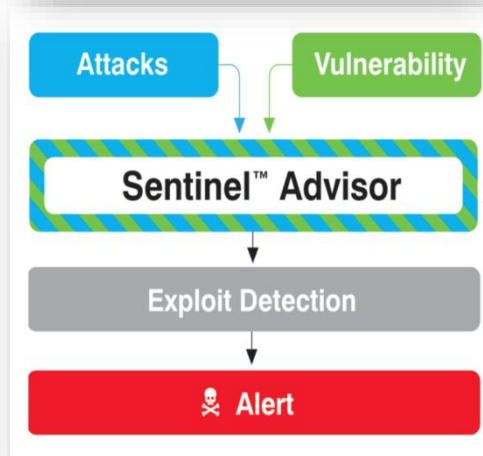 Attacks
Vulnerability
Sentinel™ Advisor
Exploit Detection
Alert